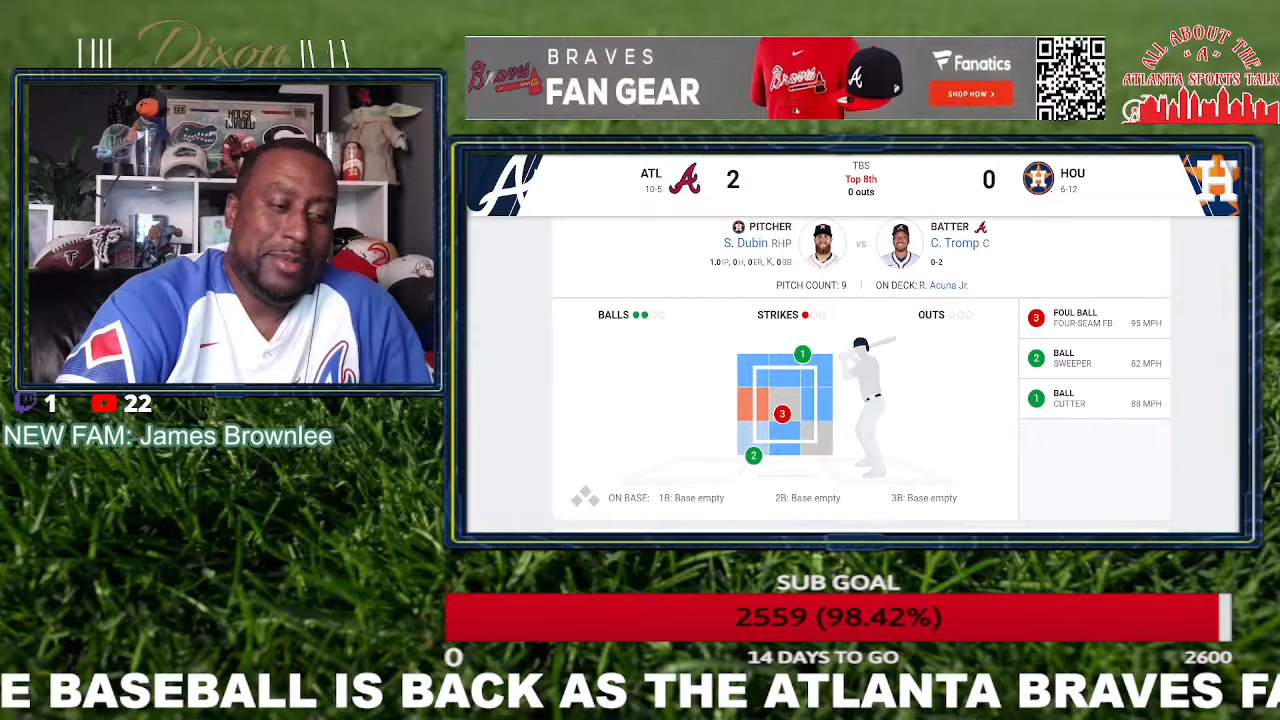 Dixon
1906
HOUSE
DIVIDED
BRAVES
FAN GEAR
Braves
Fanatics
SHOP NOW >
ALL ABOUT THE
"A"
ATLANTA SPORTS TALK
ATL
10-5
2
TBS
Top 8th
0 outs
0
HOU
6-12
PITCHER
S. Dubin RHP
1.0 IP, 0 H, 0 ER, K, 0 BB
vs
BATTER
C. Tromp C
0-2
PITCH COUNT: 9 | ON DECK: R. Acuna Jr.
BALLS
STRIKES
OUTS
1
3
2
3 FOUL BALL
FOUR-SEAM FB 95 MPH
2 BALL
SWEEPER 82 MPH
1 BALL
CUTTER 88 MPH
ON BASE: 1B: Base empty 2B: Base empty 3B: Base empty
1 22
NEW FAM: James Brownlee
SUB GOAL
2559 (98.42%)
0 14 DAYS TO GO 2600
E BASEBALL IS BACK AS THE ATLANTA BRAVES FA